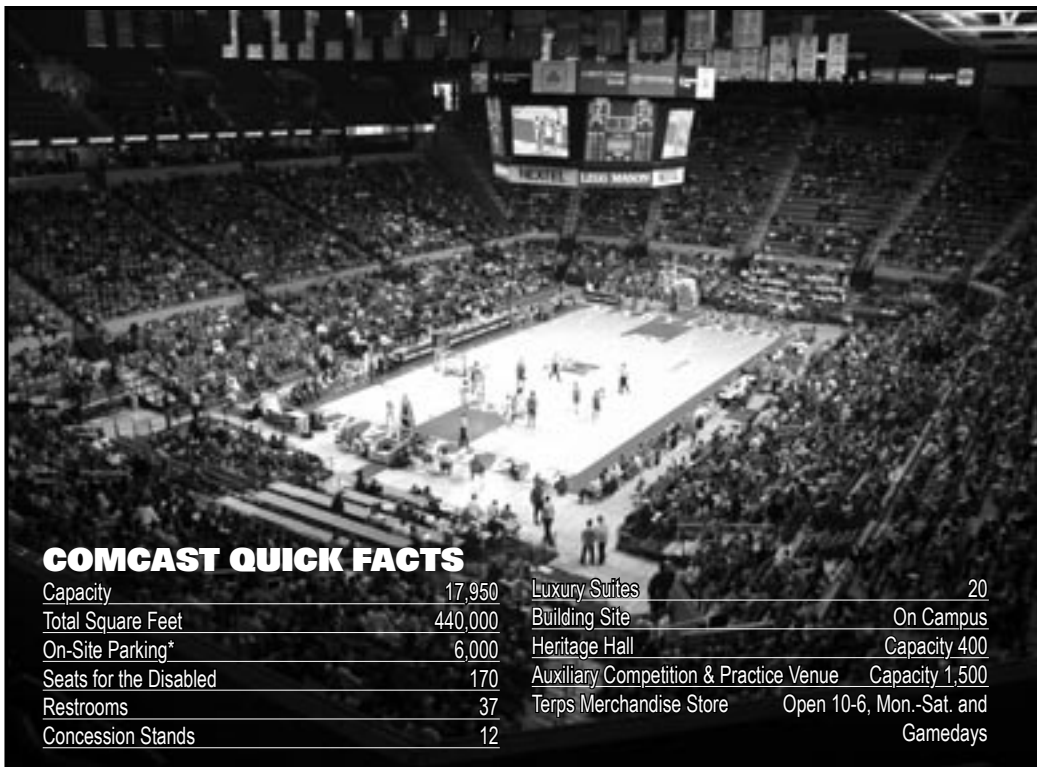 NEXTEL
LEGG MASON
COMCAST QUICK FACTS
Capacity 17,950
Total Square Feet 440,000
On-Site Parking* 6,000
Seats for the Disabled 170
Restrooms 37
Concession Stands 12
Luxury Suites 20
Building Site On Campus
Heritage Hall Capacity 400
Auxiliary Competition & Practice Venue Capacity 1,500
Terps Merchandise Store Open 10-6, Mon.-Sat. and
Gamedays